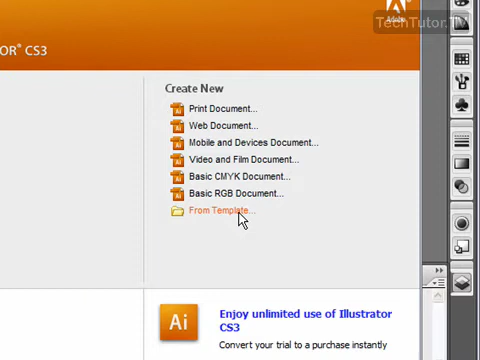 TechTutor.TV
Adobe
OR® CS3
Create New
Print Document...
Web Document...
Mobile and Devices Document...
Video and Film Document...
Basic CMYK Document...
Basic RGB Document...
From Template...
Enjoy unlimited use of Illustrator
CS3
Convert your trial to a purchase instantly